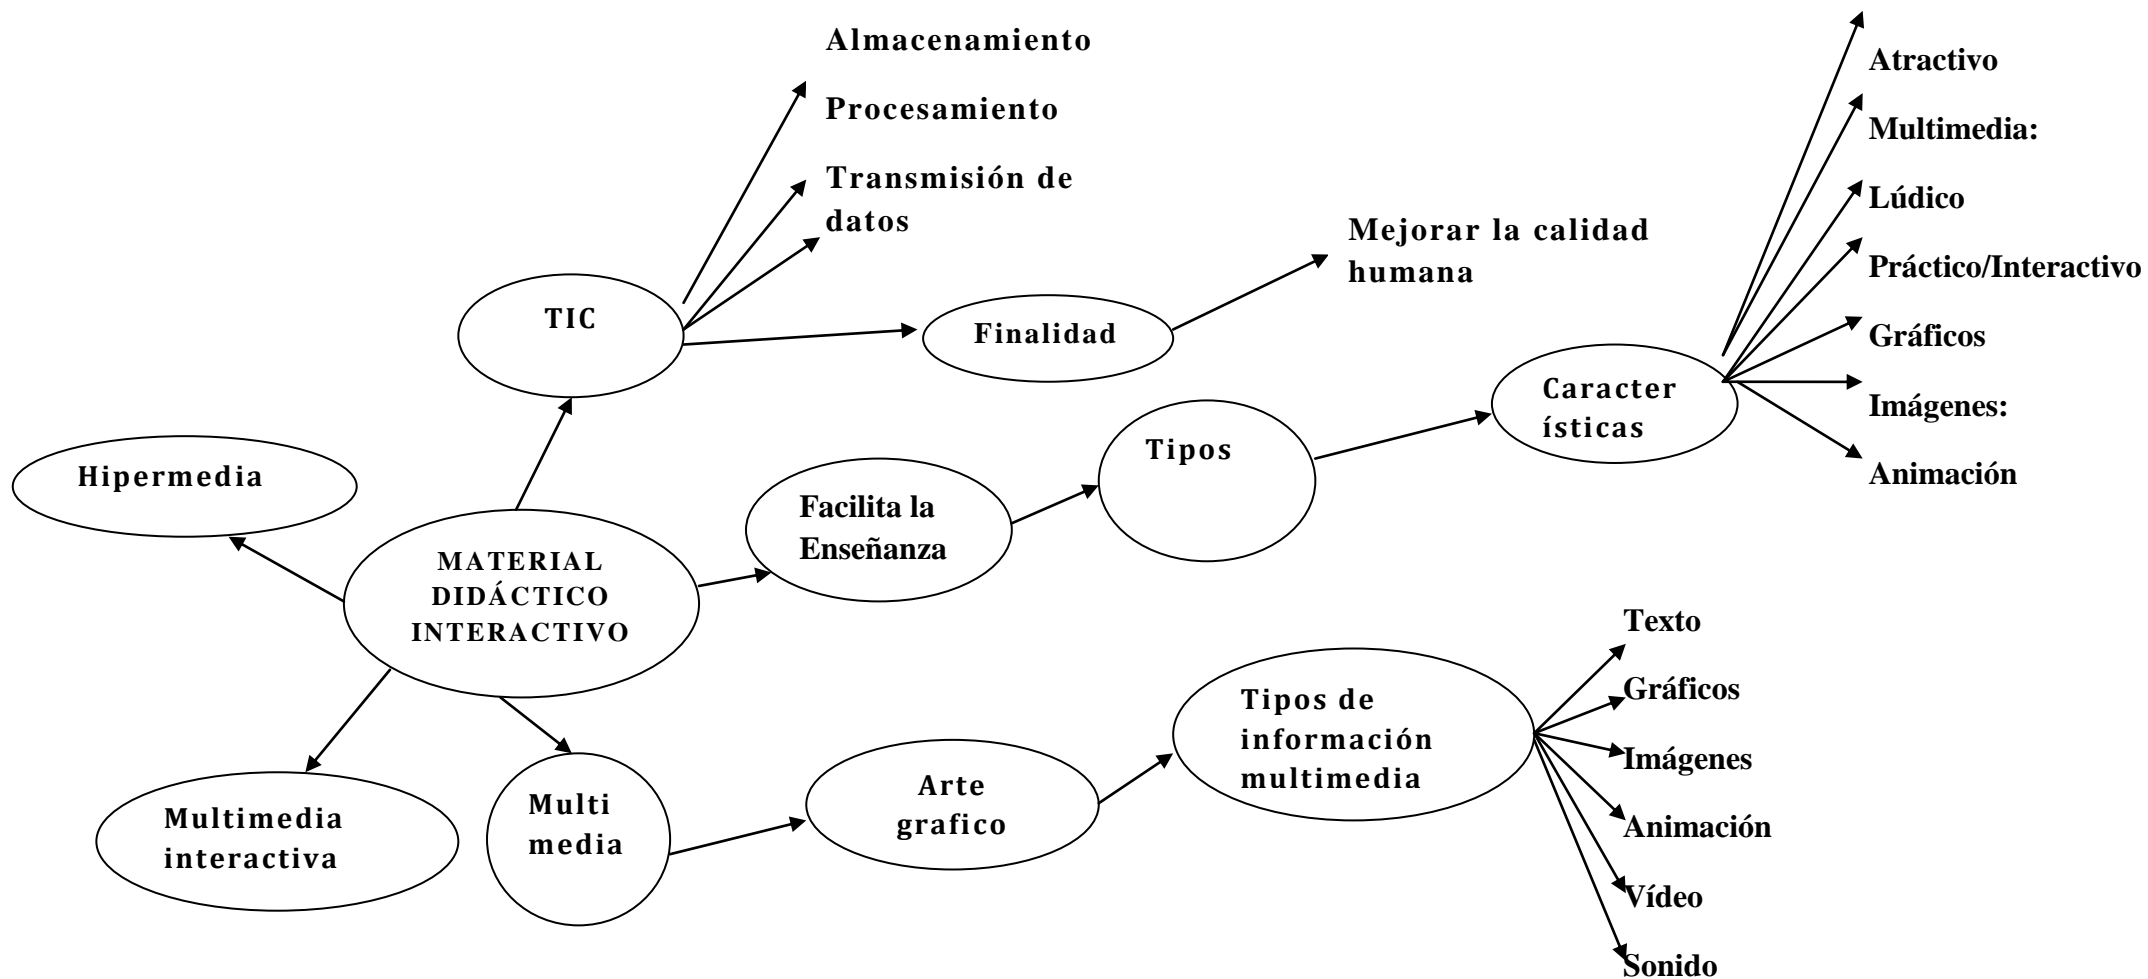 Almacenamiento
Procesamiento
Transmisión de
datos
TIC
Finalidad
Mejorar la calidad
humana
Atractivo
Multimedia:
Lúdico
Práctico/Interactivo
Gráficos
Imágenes:
Animación
Caracter
ísticas
Tipos
Facilita la
Enseñanza
Hipermedia
MATERIAL
DIDÁCTICO
INTERACTIVO
Multimedia
interactiva
Multi
media
Arte
grafico
Tipos de
información
multimedia
Texto
Gráficos
Imágenes
Animación
Vídeo
Sonido